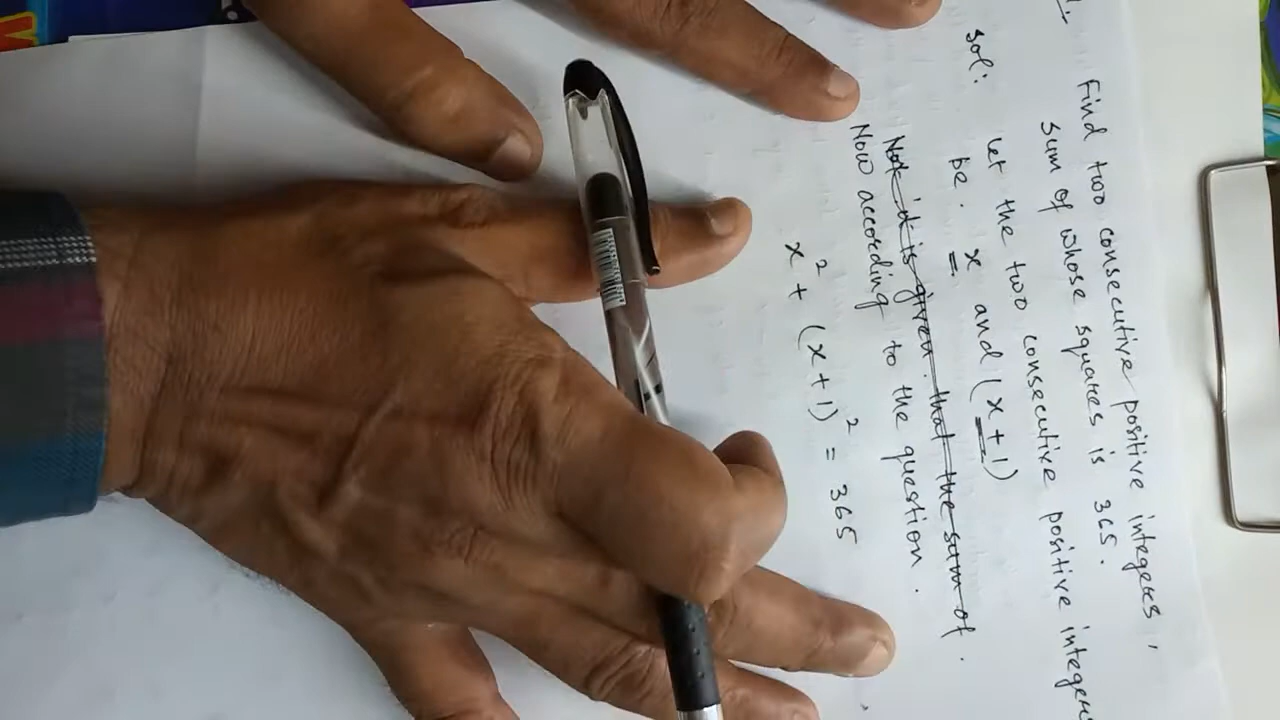 Find two consecutive positive integers,
sum of whose squares is 365.
Sol:
Let the two consecutive positive integers
be. x and (x+1)
Not it is given that the sum of.
Now according to the question.
x² + (x+1)² = 365